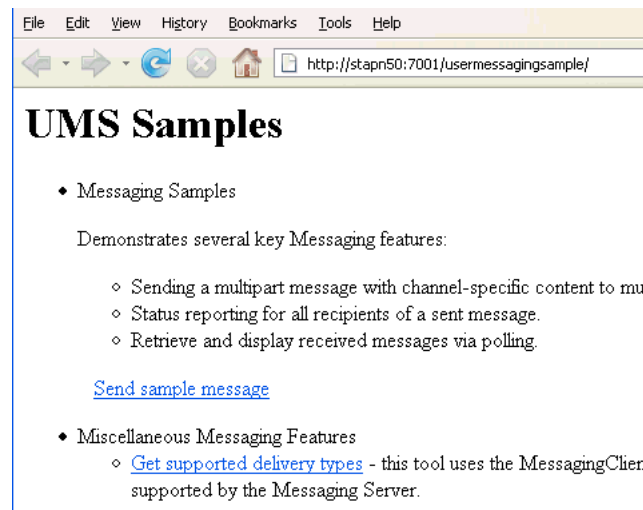 File Edit View History Bookmarks Tools Help
http://stapn50:7001/usermessagingsample/
UMS Samples
Messaging Samples
Demonstrates several key Messaging features:
Sending a multipart message with channel-specific content to mu
Status reporting for all recipients of a sent message.
Retrieve and display received messages via polling.
Send sample message
Miscellaneous Messaging Features
Get supported delivery types - this tool uses the MessagingClien
supported by the Messaging Server.